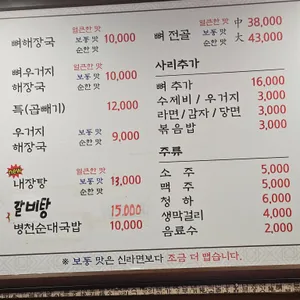 얼큰한 맛
뼈해장국 보통 맛 10,000
순한 맛
얼큰한 맛
뼈우거지 보통 맛 10,000
해장국 순한 맛
특(곱빼기) 12,000
우거지 보통 맛 9,000
해장국 순한 맛
얼큰한 맛
내장탕 보통 맛 13,000
순한 맛
갈비탕 15,000
병천순대국밥 10,000
얼큰한 맛 中 38,000
뼈 전골 보통 맛
순한 맛 大 43,000
사리추가
뼈 추가 16,000
수제비 / 우거지 3,000
라면 / 감자 / 당면 3,000
볶음밥 3,000
주류
소 주 5,000
맥 주 5,000
청 하 6,000
생막걸리 4,000
음료수 2,000
※ 보통 맛은 신라면보다 조금 더 맵습니다.